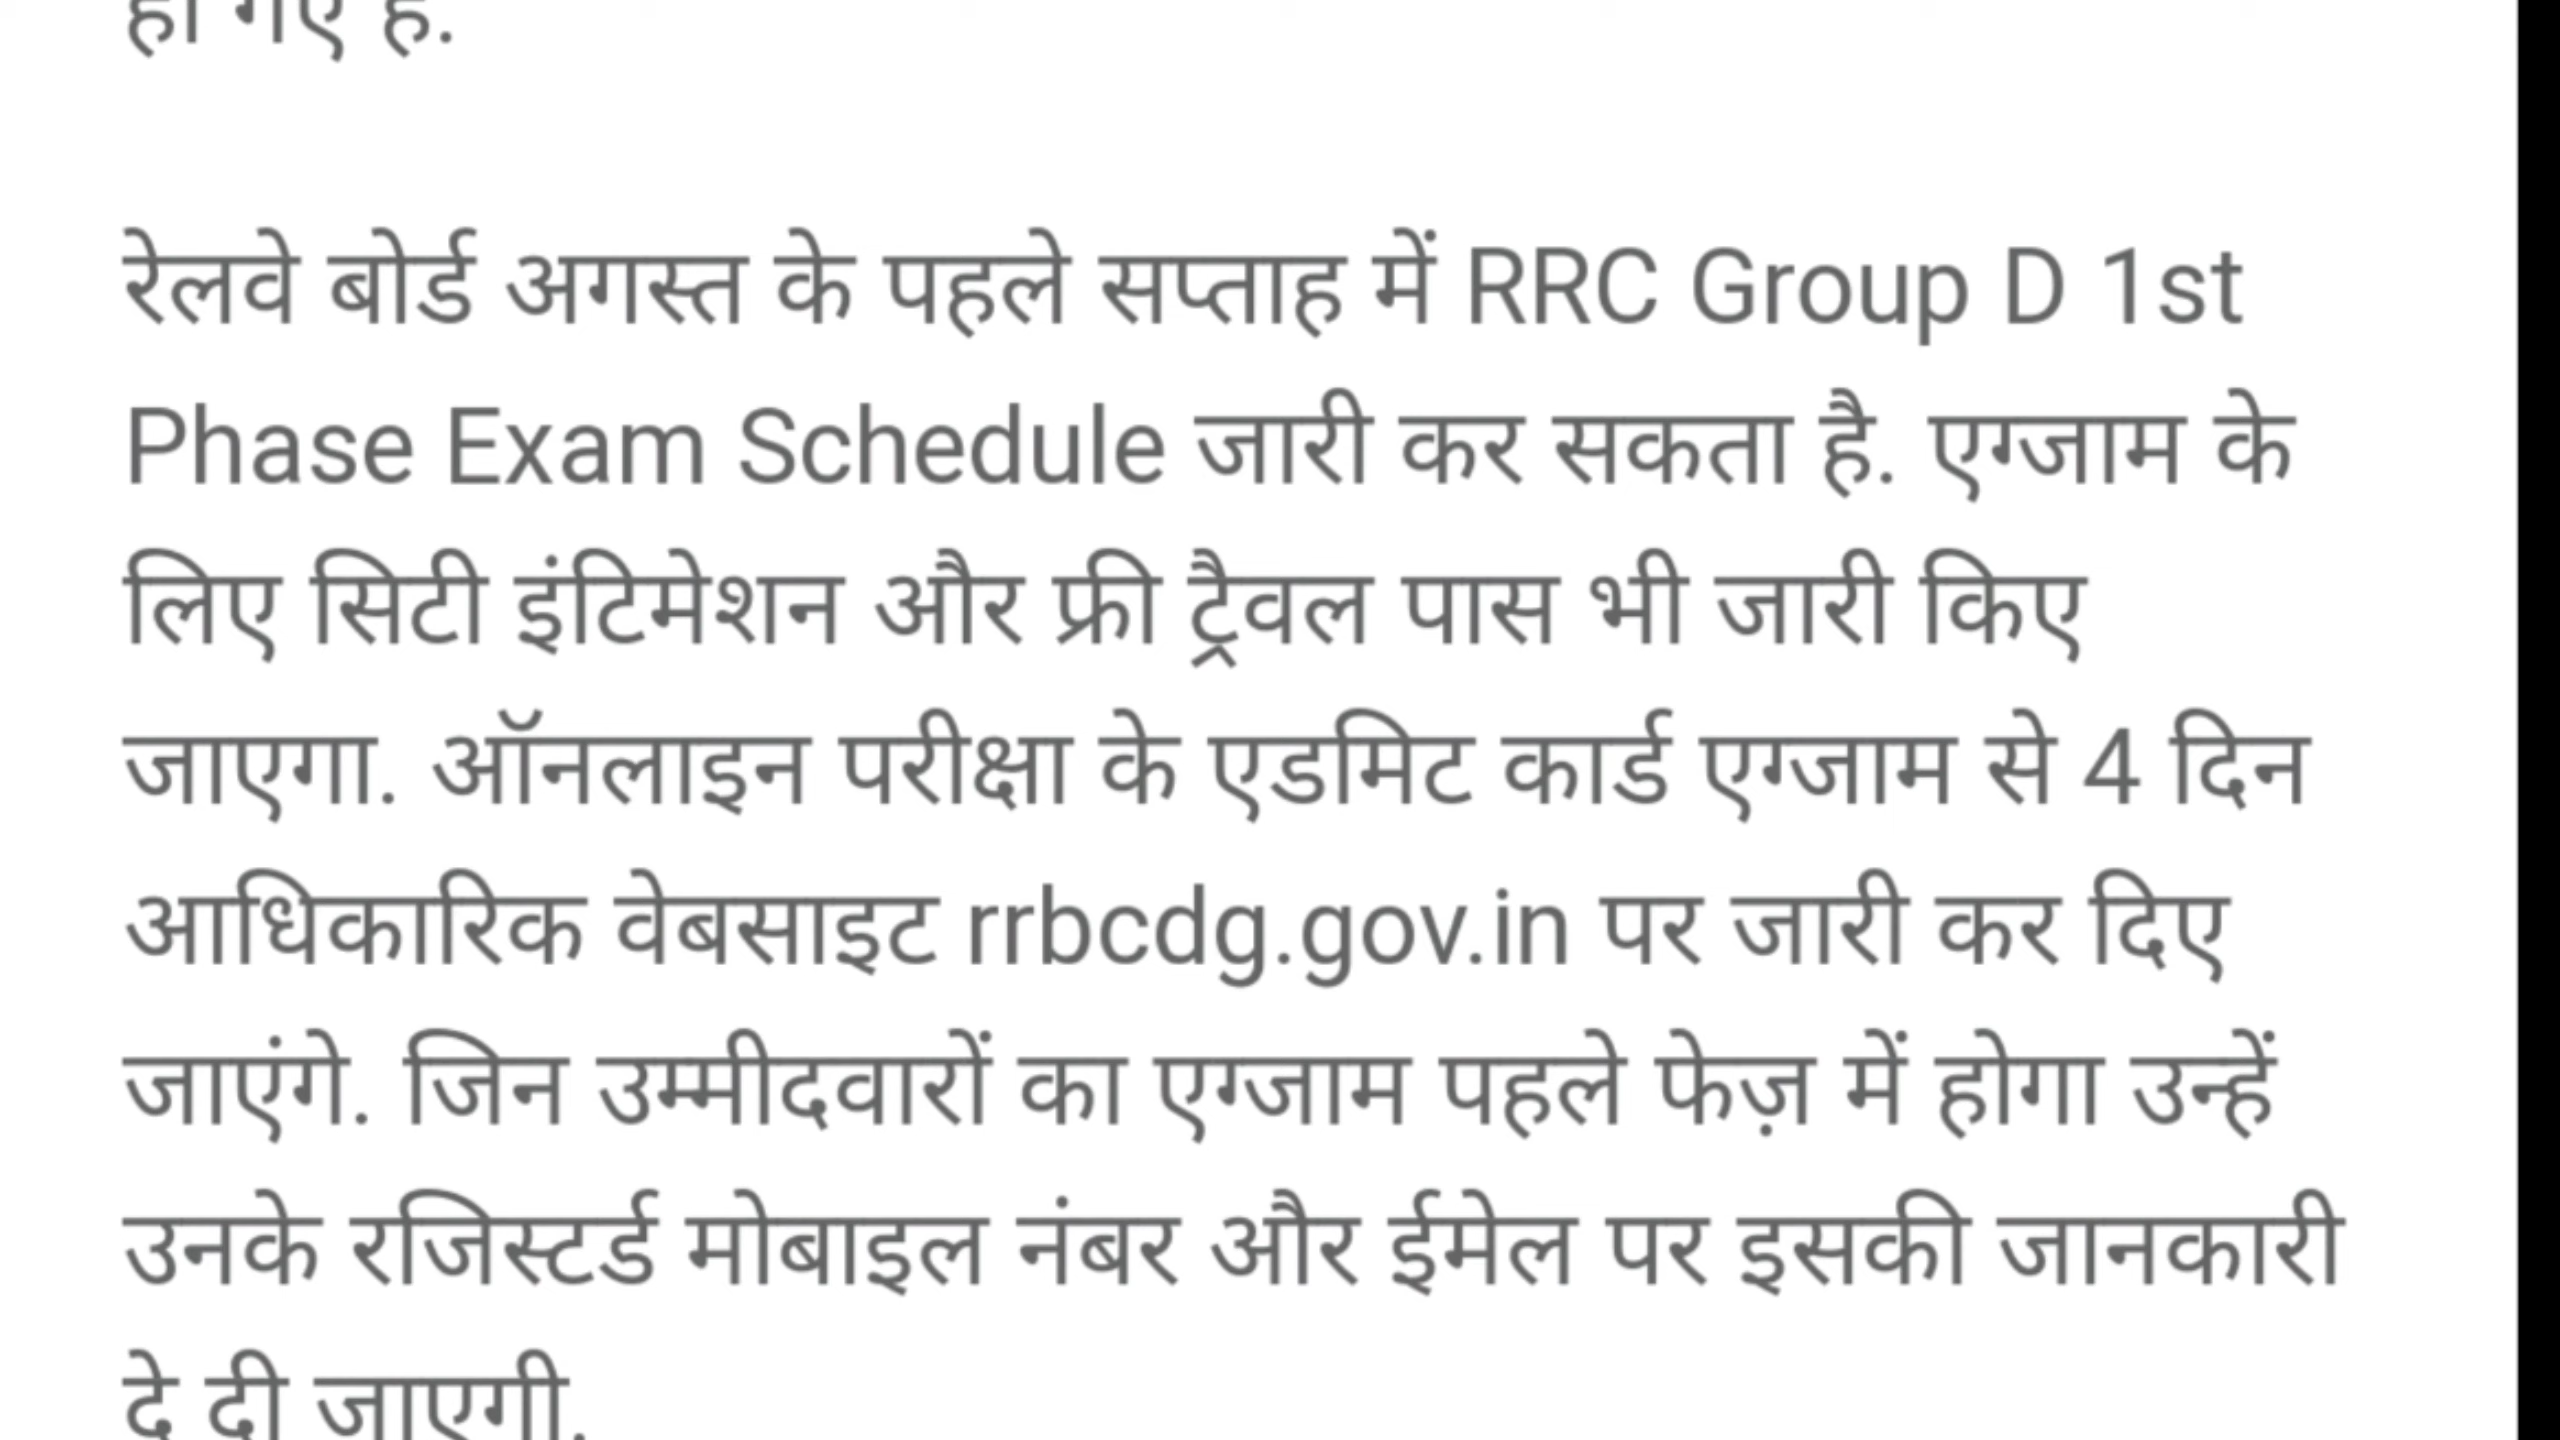 हो गए हैं.
रेलवे बोर्ड अगस्त के पहले सप्ताह में RRC Group D 1st
Phase Exam Schedule जारी कर सकता है. एग्जाम के
लिए सिटी इंटिमेशन और फ्री ट्रैवल पास भी जारी किए
जाएगा. ऑनलाइन परीक्षा के एडमिट कार्ड एग्जाम से 4 दिन
आधिकारिक वेबसाइट rrbcdg.gov.in पर जारी कर दिए
जाएंगे. जिन उम्मीदवारों का एग्जाम पहले फेज़ में होगा उन्हें
उनके रजिस्टर्ड मोबाइल नंबर और ईमेल पर इसकी जानकारी
दे दी जाएगी.